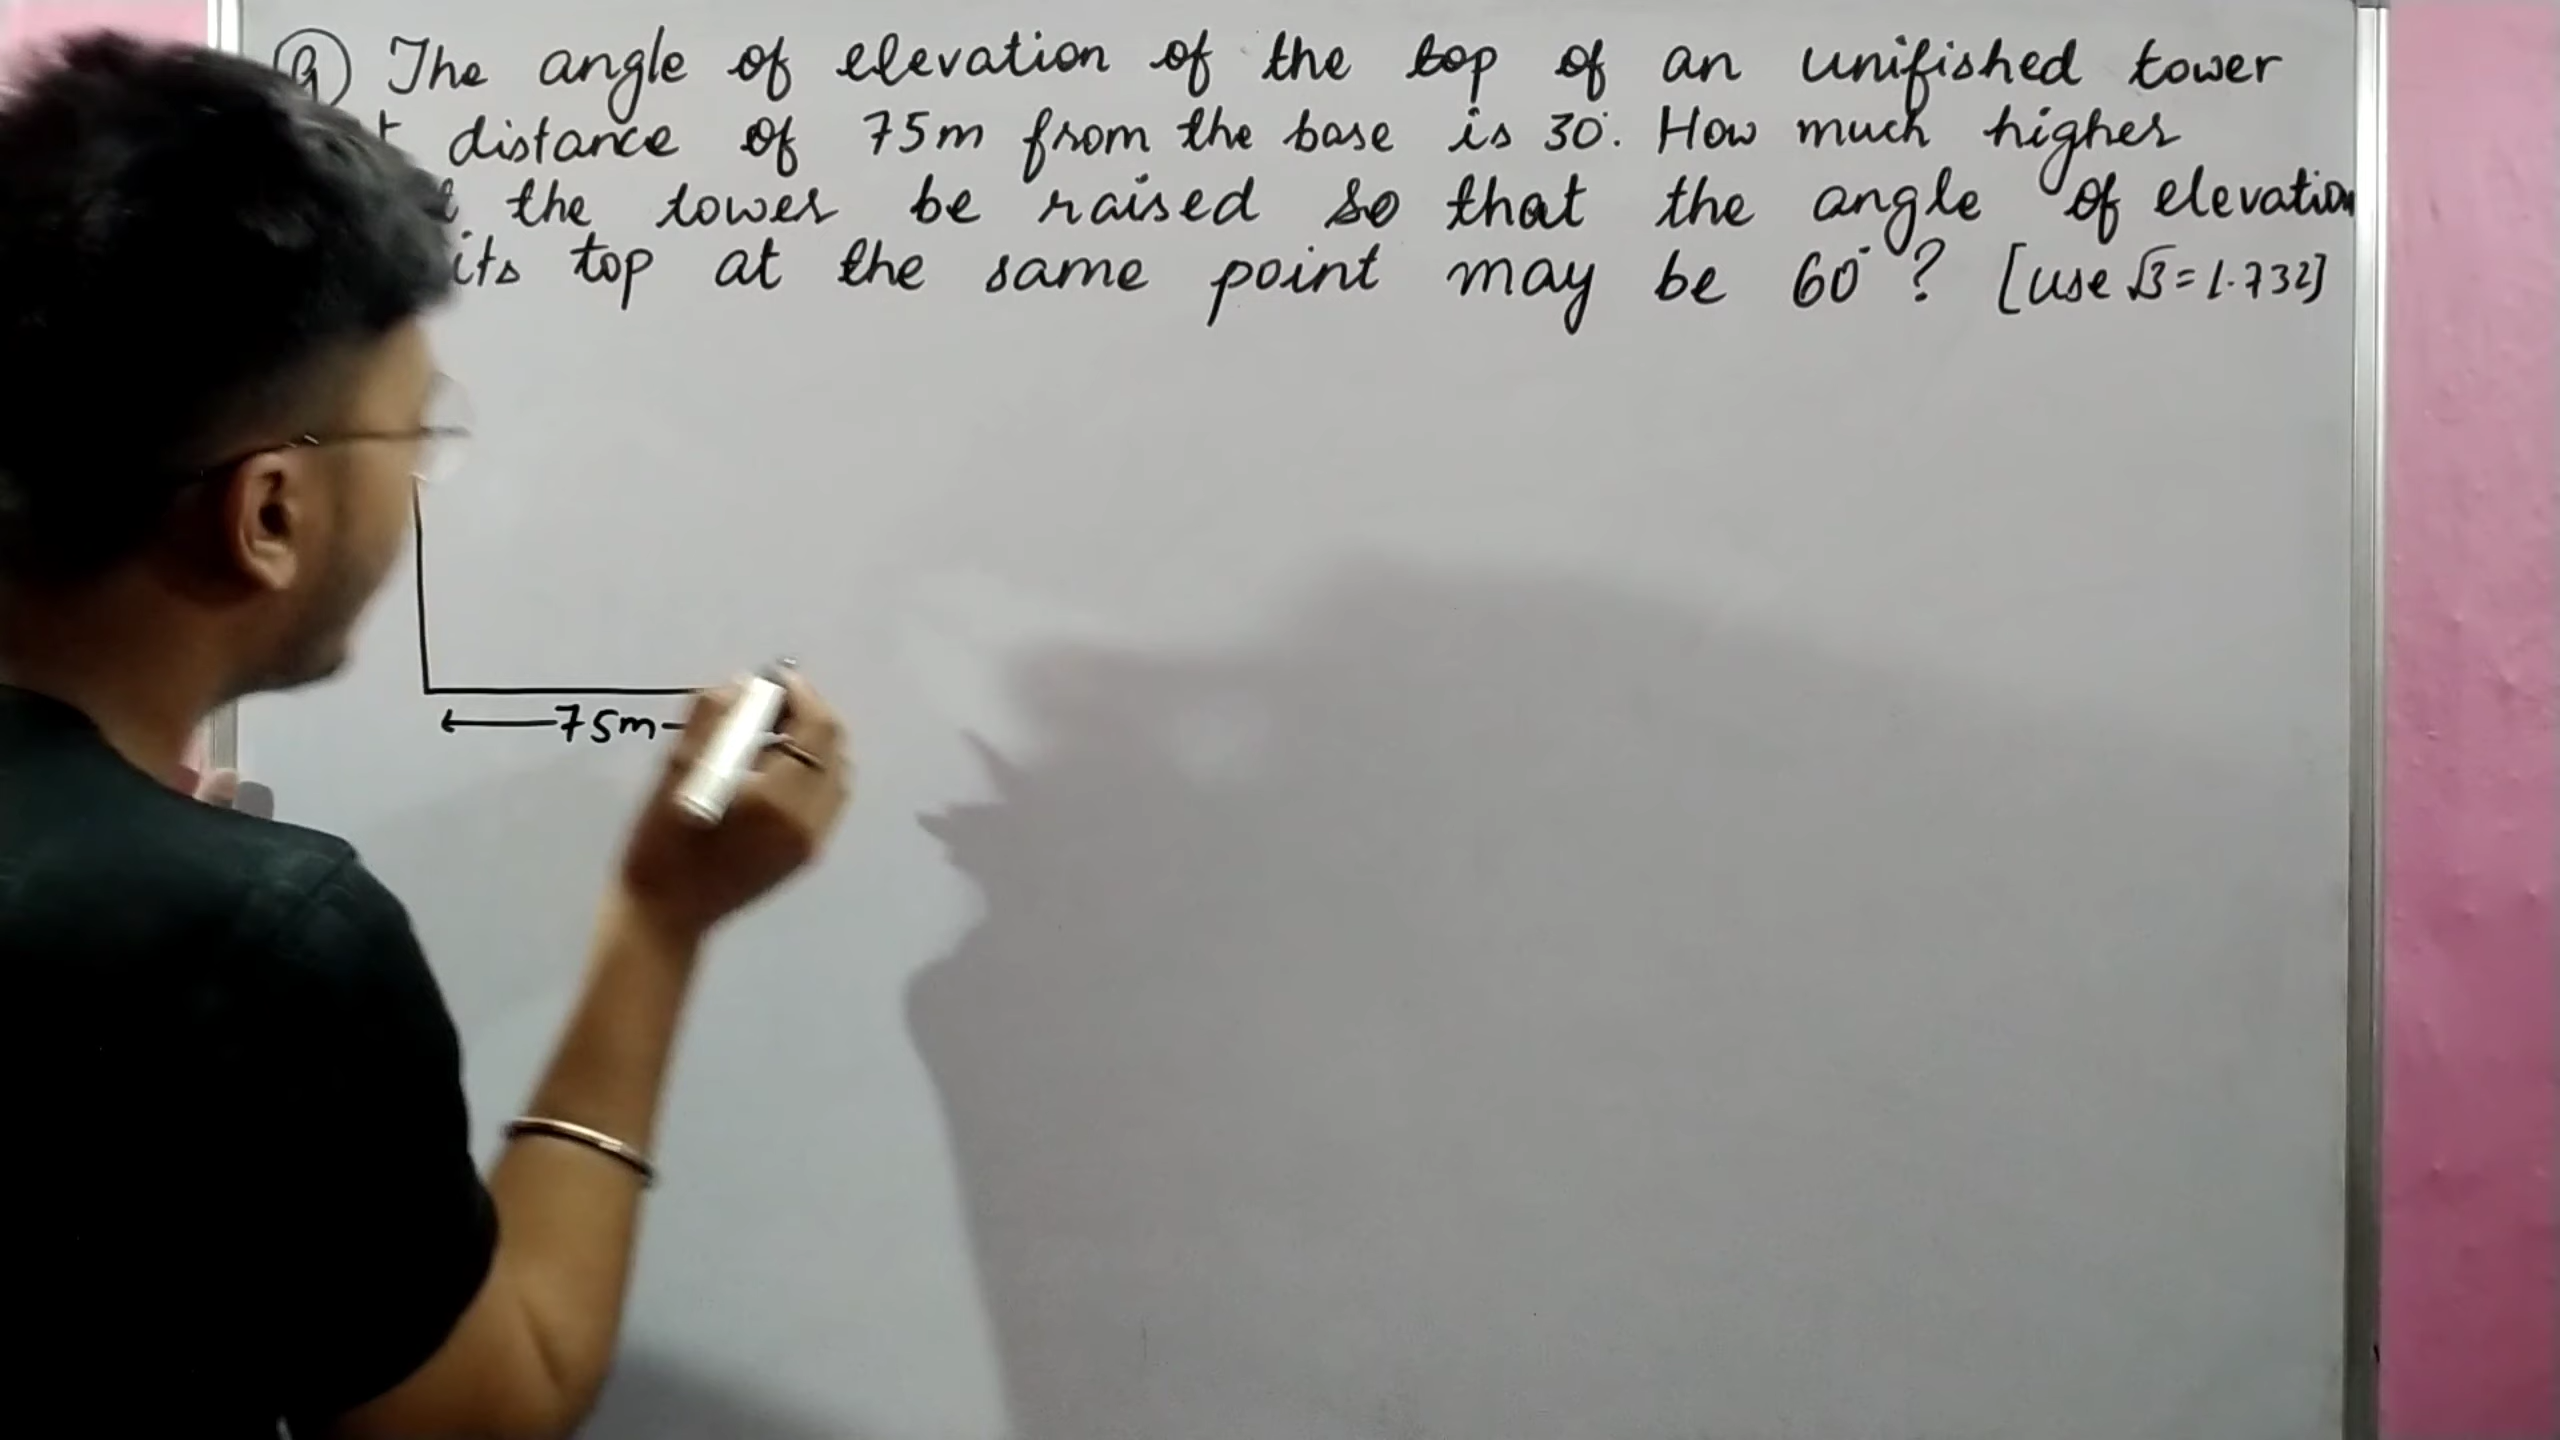 Q The angle of elevation of the top of an unifished tower
distance of 75m from the base is 30°. How much higher
the tower be raised so that the angle of elevation
its top at the same point may be 60° ? [use √3 = 1.732]
75m